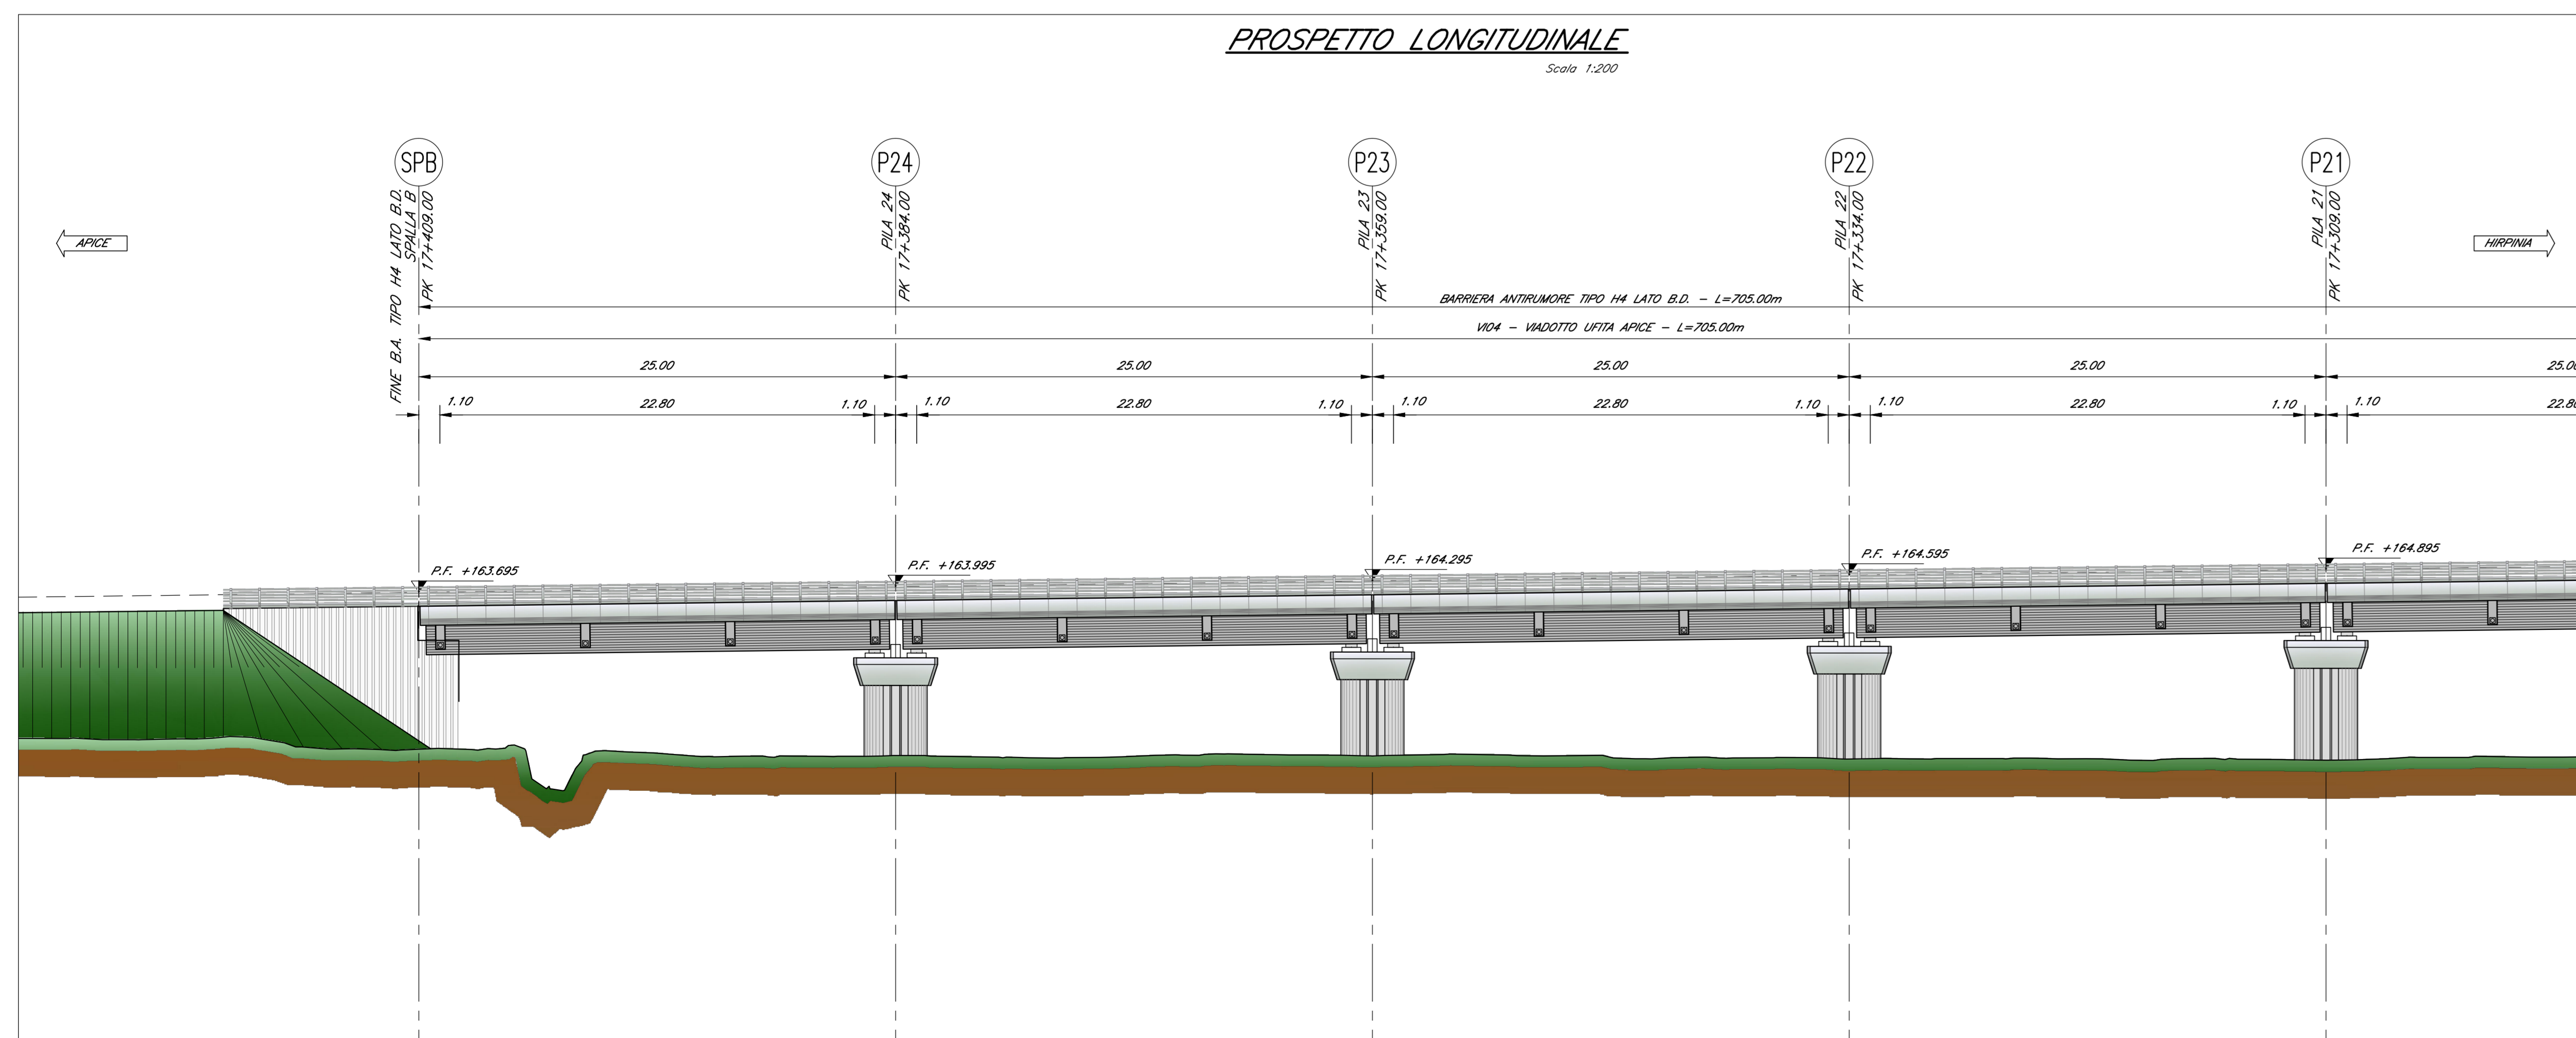 PROSPETTO LONGITUDINALE
Scala 1:200
SPB
P24
P23
P22
P21
FINE B.A. TIPO H4 LATO B.D.
SPALLA B
PK 17+409.00
PILA 24
PK 17+384.00
PILA 23
PK 17+359.00
PILA 22
PK 17+334.00
PILA 21
PK 17+309.00
APICE
HIRPINIA
BARRIERA ANTIRUMORE TIPO H4 LATO B.D. - L=705.00m
VI04 - VIADOTTO UFITA APICE - L=705.00m
25.00 25.00 25.00 25.00 25.00
1.10 22.80 1.10 1.10 22.80 1.10 1.10 22.80 1.10 1.10 22.80 1.10 1.10 22.80
P.F. +163.695
P.F. +163.995
P.F. +164.295
P.F. +164.595
P.F. +164.895